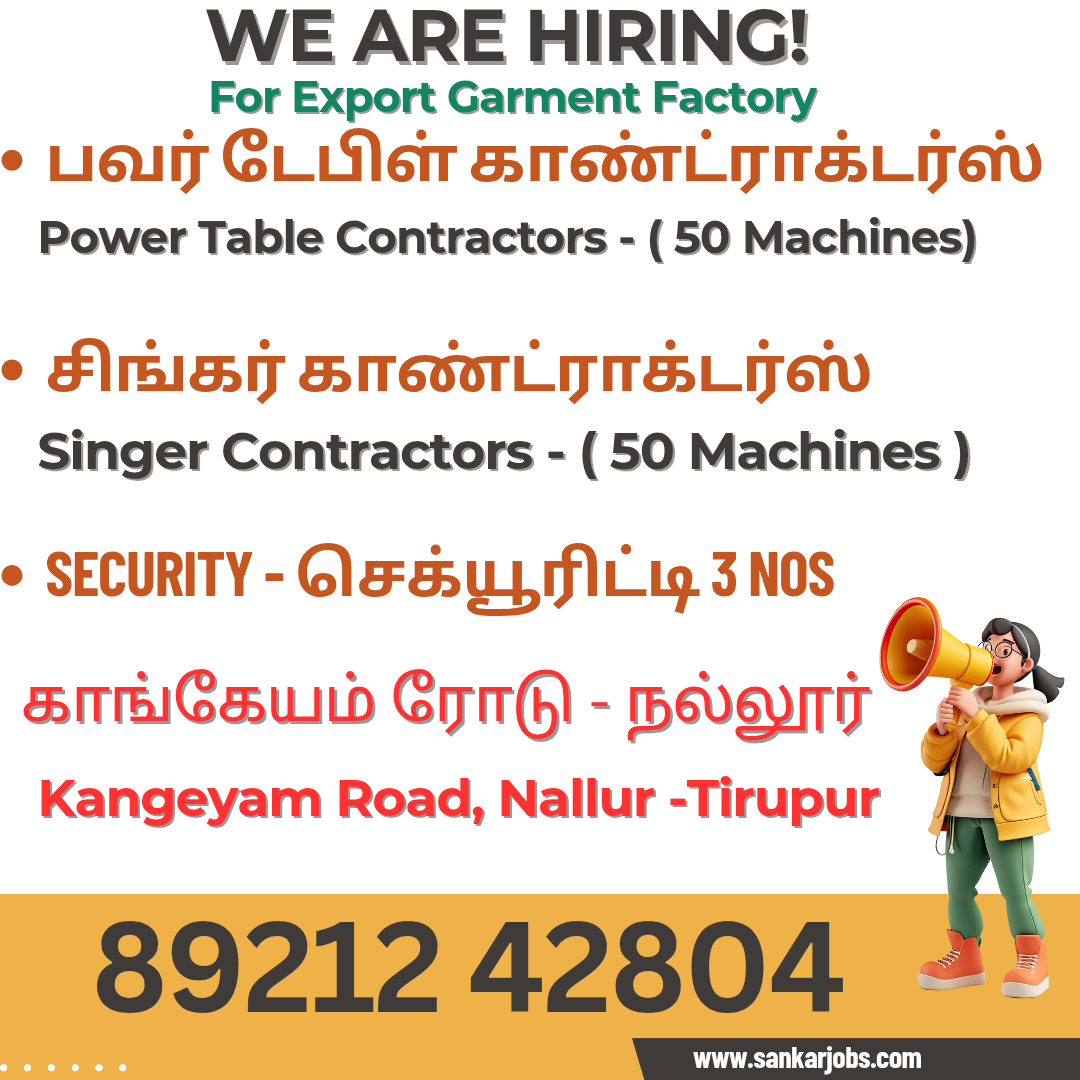 WE ARE HIRING!
For Export Garment Factory
• பவர் டேபிள் காண்ட்ராக்டர்ஸ்
Power Table Contractors - ( 50 Machines)
• சிங்கர் காண்ட்ராக்டர்ஸ்
Singer Contractors - ( 50 Machines )
• SECURITY - செக்யூரிட்டி 3 NOS
காங்கேயம் ரோடு - நல்லூர்
Kangeyam Road, Nallur -Tirupur
89212 42804
www.sankarjobs.com